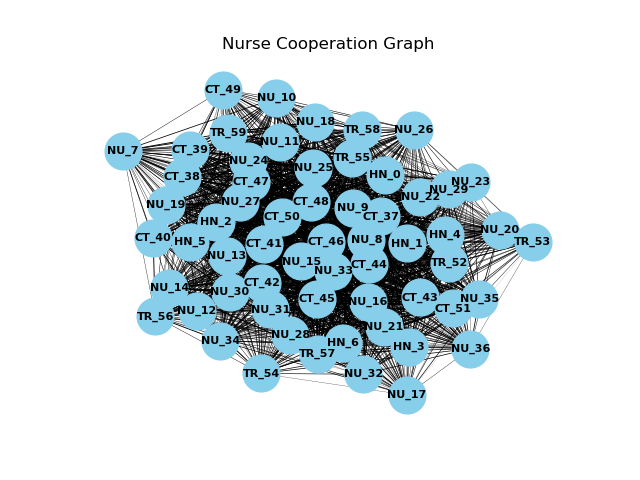 Nurse Cooperation Graph
CT_49
NU_10
NU_18
TR_59
TR_58
NU_26
NU_11
NU_7
CT_39
NU_24
TR_55
NU_25
HN_0
CT_38
CT_47
NU_29
NU_23
NU_22
NU_19
NU_27
CT_48
NU_9
CT_37
HN_2
CT_50
NU_20
CT_40
HN_5
CT_41
CT_46
NU_8
HN_1
HN_4
TR_53
NU_13
NU_15
NU_33
CT_44
TR_52
NU_14
NU_30
CT_42
CT_45
NU_16
CT_43
NU_35
TR_56
NU_12
NU_31
CT_51
NU_34
NU_28
NU_21
TR_57
HN_6
HN_3
NU_36
TR_54
NU_32
NU_17